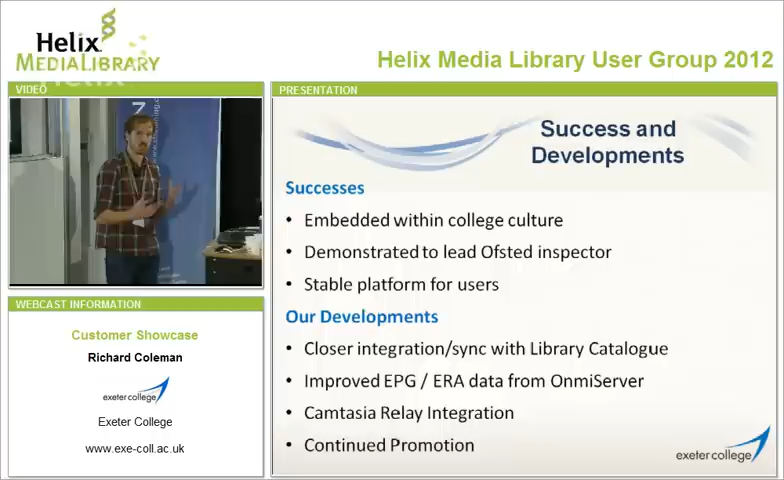 Helix
MEDIALIBRARY
Helix Media Library User Group 2012
VIDEO
PRESENTATION
Success and
Developments
Successes
• Embedded within college culture
• Demonstrated to lead Ofsted inspector
• Stable platform for users
Our Developments
• Closer integration/sync with Library Catalogue
• Improved EPG / ERA data from OnmiServer
• Camtasia Relay Integration
• Continued Promotion
exeter college
WEBCAST INFORMATION
Customer Showcase
Richard Coleman
exeter college
Exeter College
www.exe-coll.ac.uk